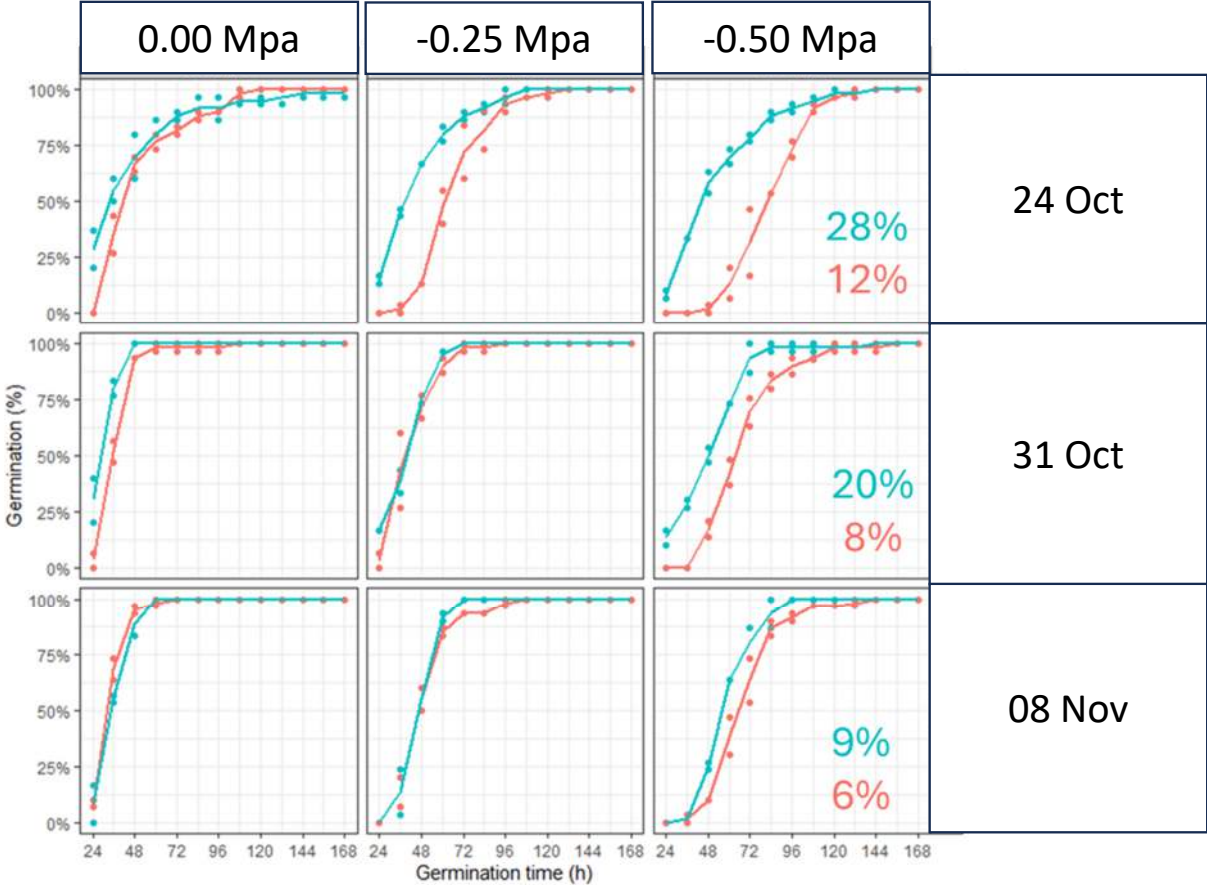 0.00 Mpa
-0.25 Mpa
-0.50 Mpa
Germination (%)
100%
75%
50%
25%
0%
28%
12%
24 Oct
100%
75%
50%
25%
0%
20%
8%
31 Oct
100%
75%
50%
25%
0%
9%
6%
08 Nov
24 48 72 96 120 144 168
24 48 72 96 120 144 168
24 48 72 96 120 144 168
Germination time (h)